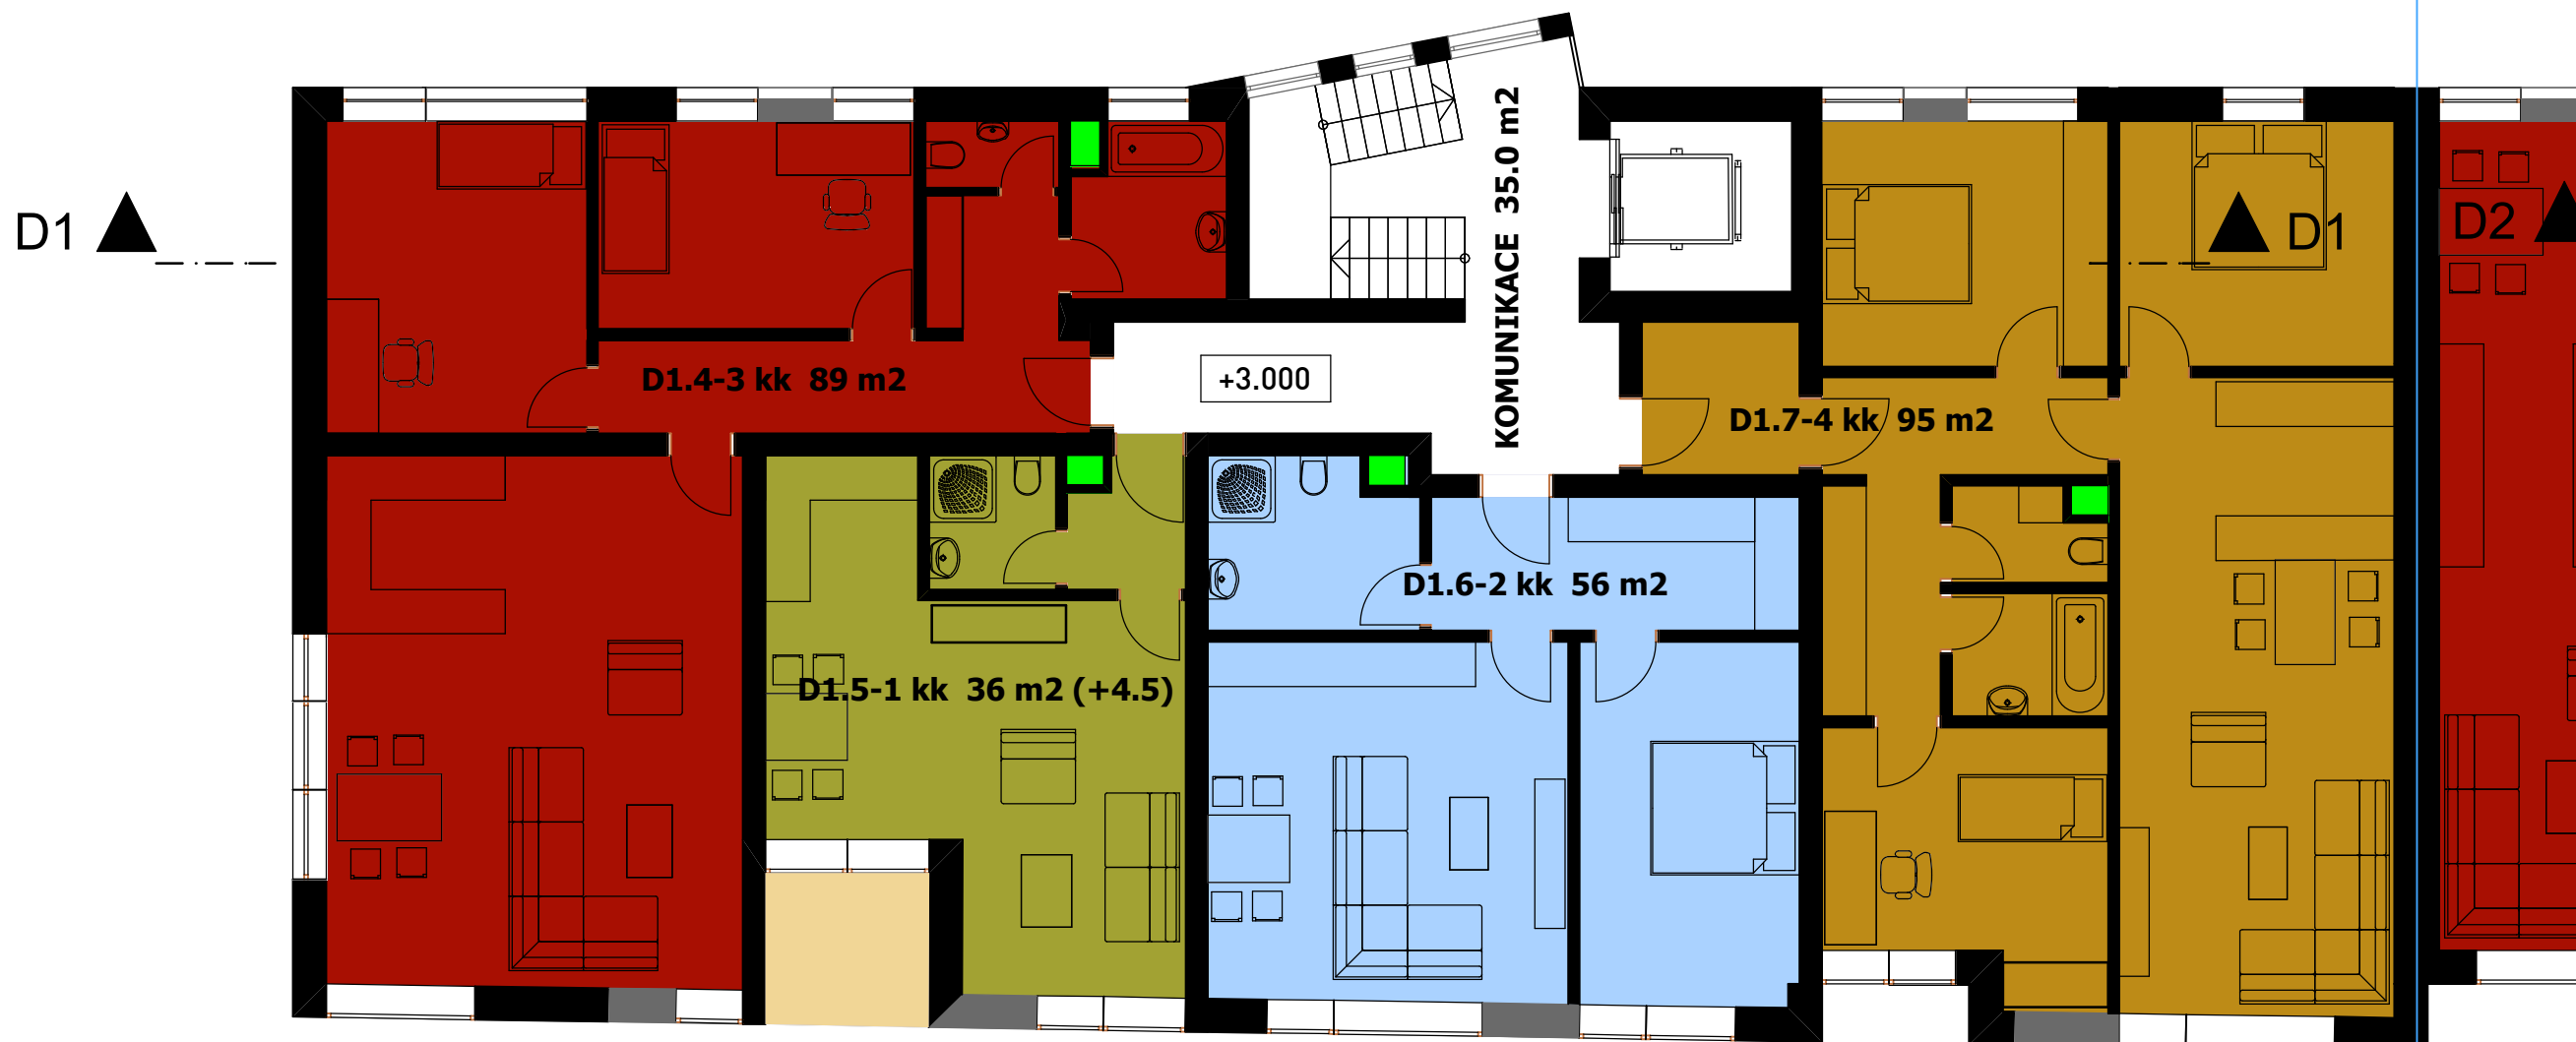 KOMUNIKACE 35.0 m2
D1
D1
D2
D1.4-3 kk 89 m2
+3.000
D1.7-4 kk 95 m2
D1.6-2 kk 56 m2
D1.5-1 kk 36 m2 (+4.5)